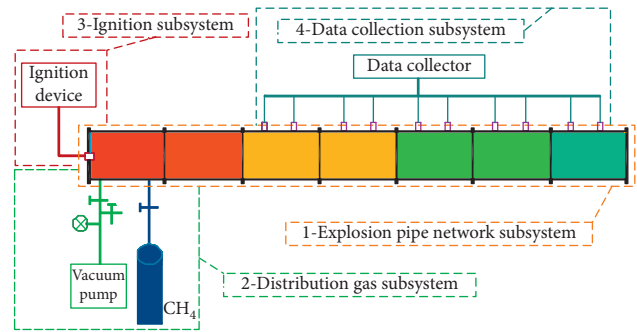 3-Ignition subsystem
4-Data collection subsystem
Ignition
device
Data collector
1-Explosion pipe network subsystem
Vacuum
pump
CH₄
2-Distribution gas subsystem